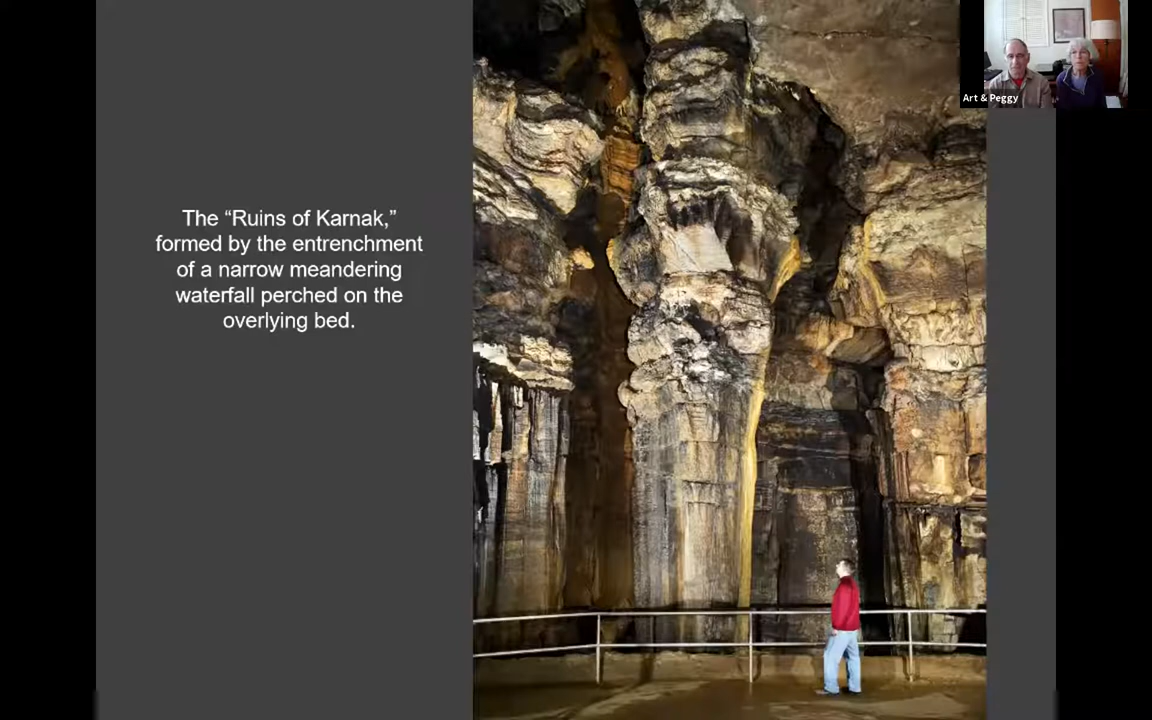 The “Ruins of Karnak,”
formed by the entrenchment
of a narrow meandering
waterfall perched on the
overlying bed.
Art & Peggy